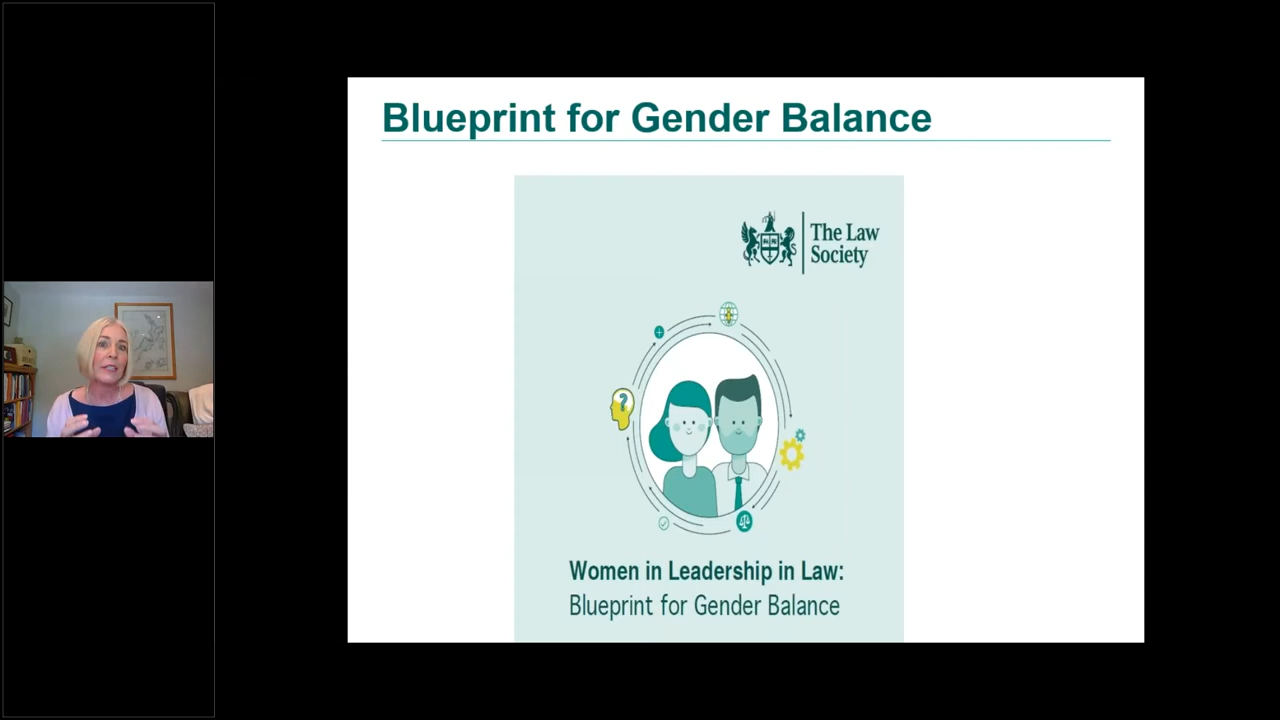 Blueprint for Gender Balance
The Law
Society
?
Women in Leadership in Law:
Blueprint for Gender Balance